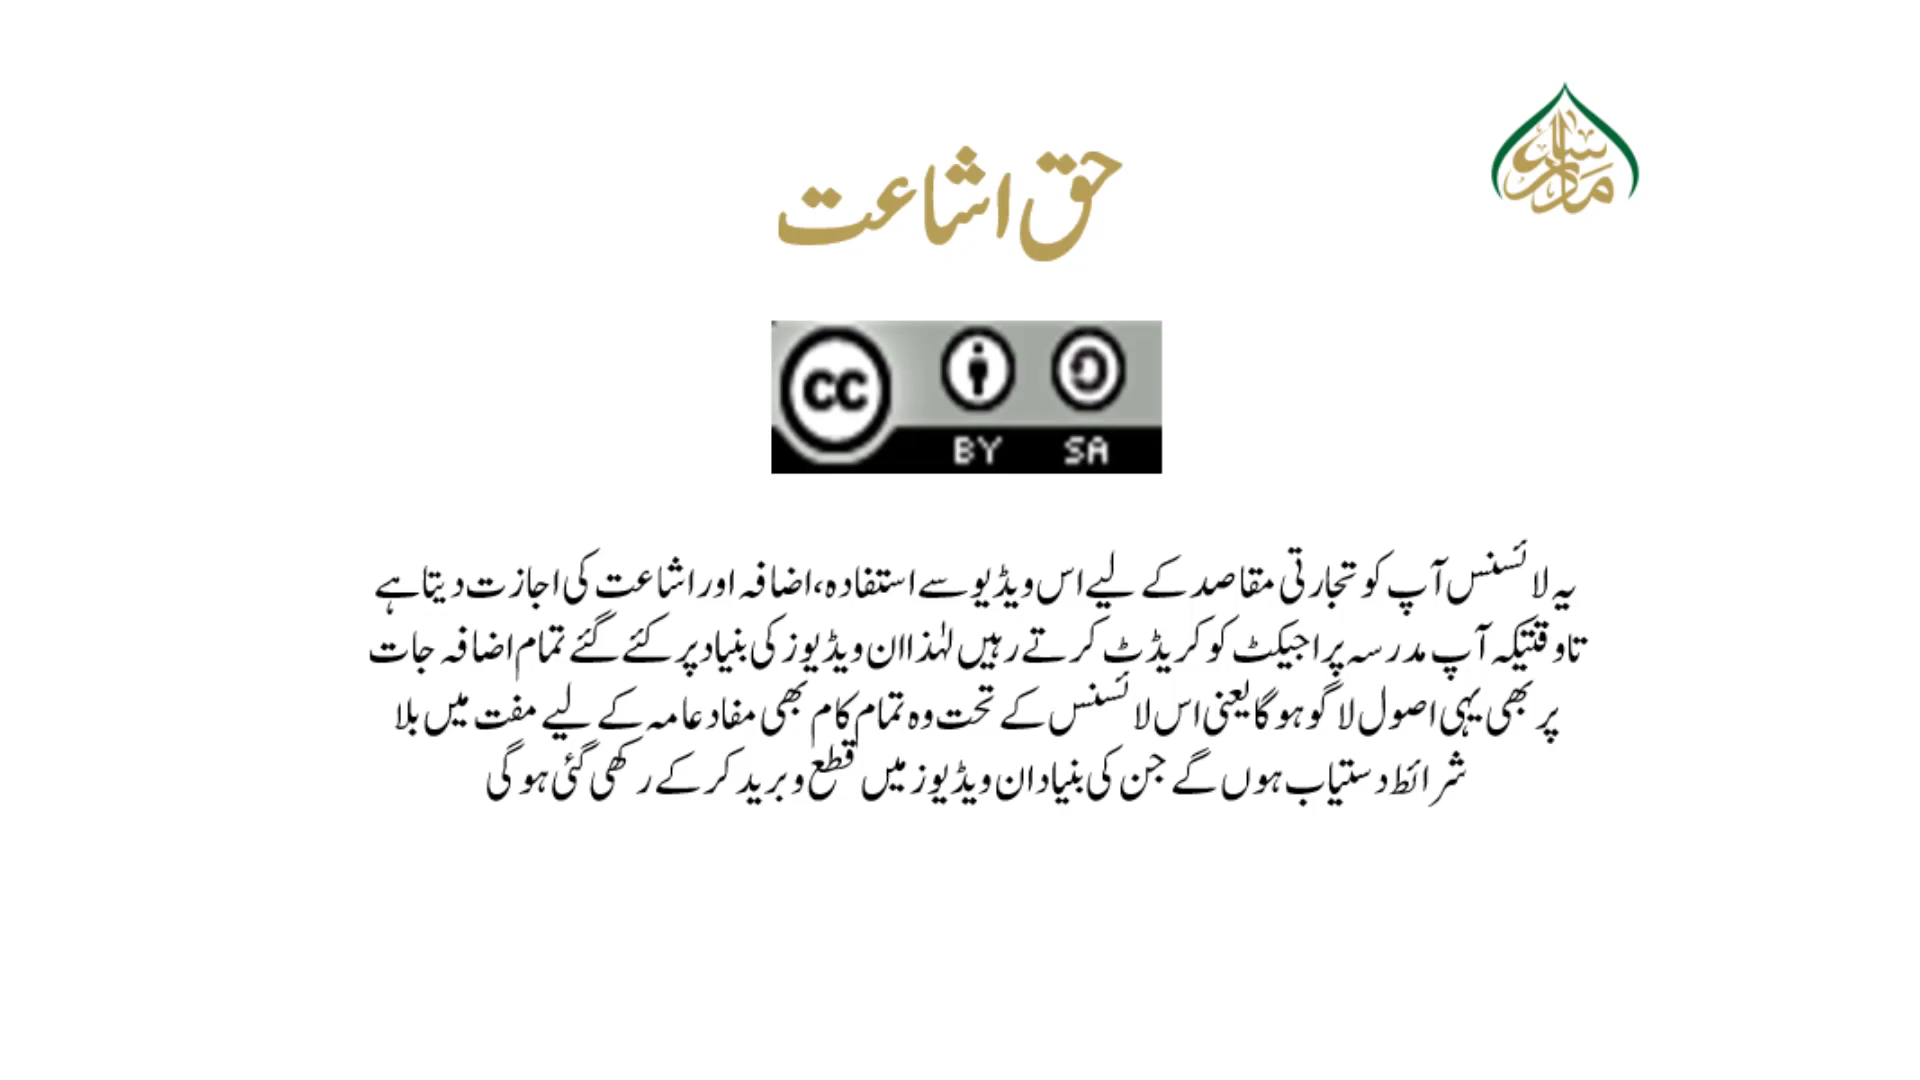 حق اشاعت
cc
BY SA
یہ لائسنس آپ کو تجارتی مقاصد کے لیے اس ویڈیو سے استفادہ، اضافہ اور اشاعت کی اجازت دیتا ہے
تاوقتیکہ آپ مدرسہ پراجیکٹ کو کریڈٹ کرتے رہیں لہٰذا ان ویڈیوز کی بنیاد پر کئے گئے تمام اضافہ جات
پر بھی یہی اصول لاگو ہو گا یعنی اس لائسنس کے تحت وہ تمام کام بھی مفاد عامہ کے لیے مفت میں بلا
شرائط دستیاب ہوں گے جن کی بنیاد ان ویڈیوز میں قطع و برید کر کے رکھی گئی ہو گی